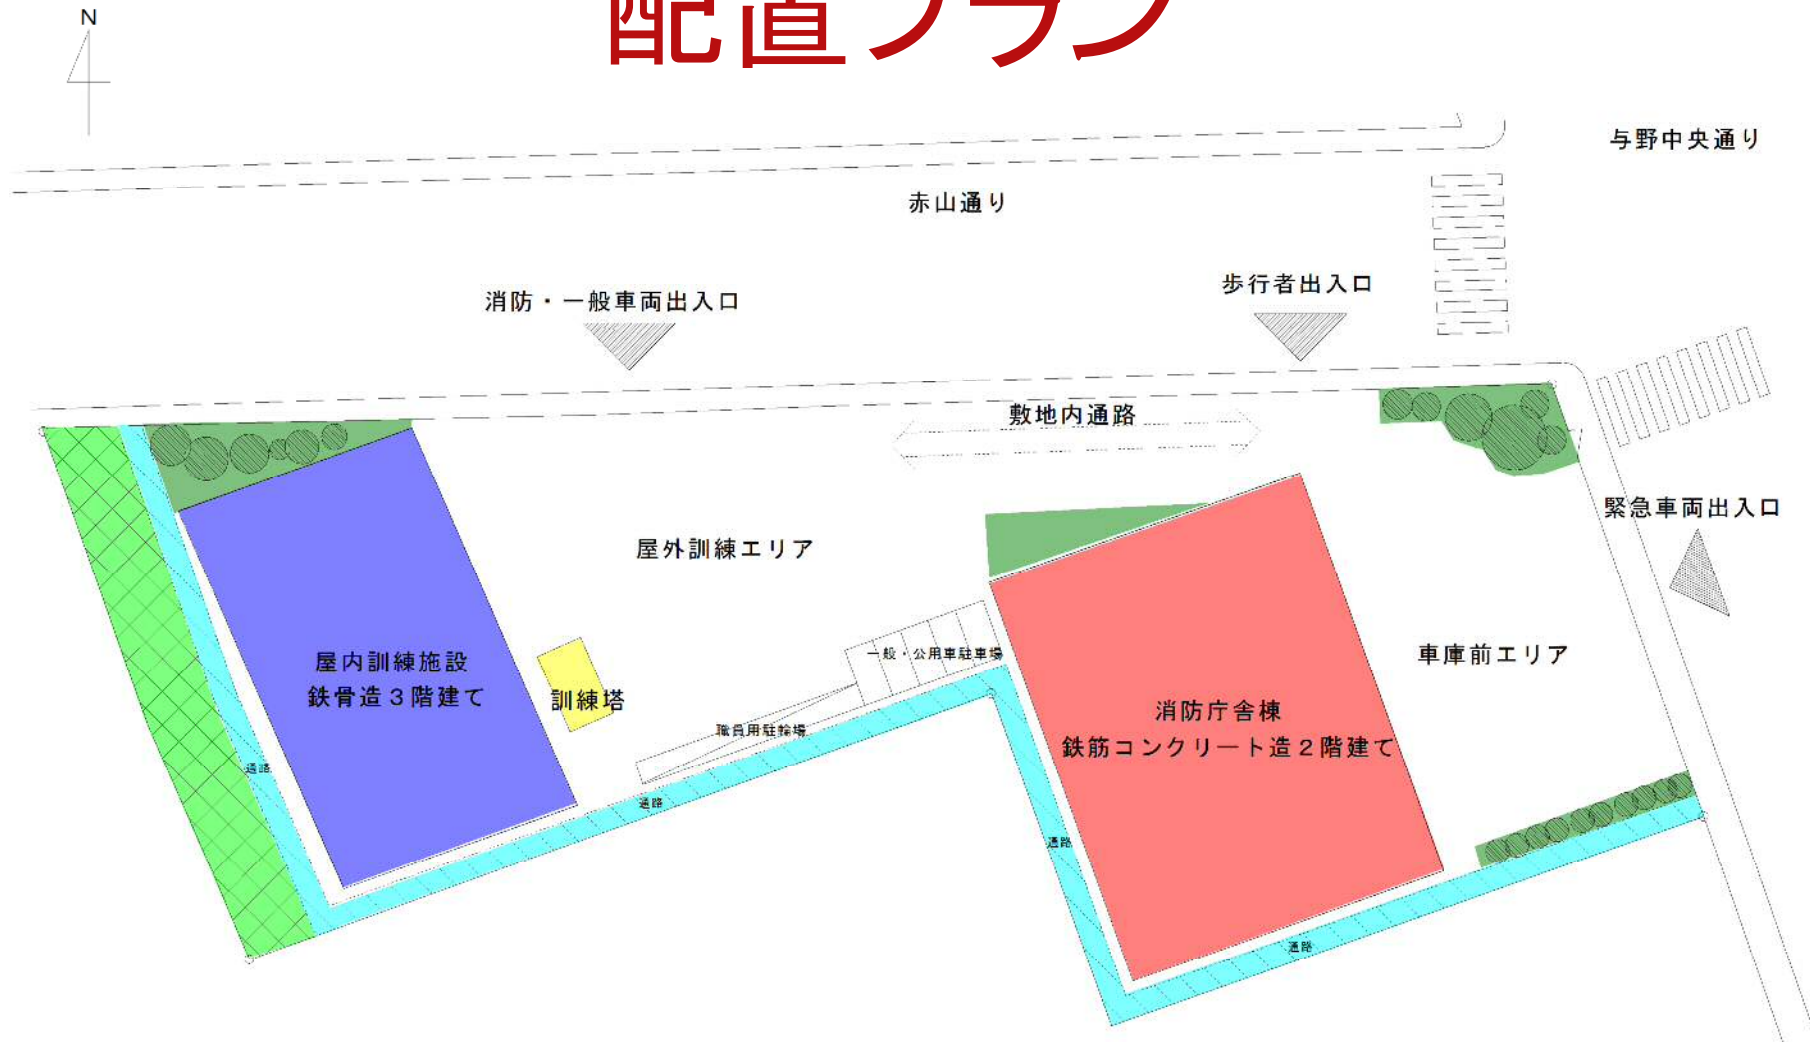 配置プラン
N
与野中央通り
赤山通り
消防・一般車両出入口
歩行者出入口
敷地内通路
緊急車両出入口
屋外訓練エリア
一般・公用車駐車場
車庫前エリア
屋内訓練施設
鉄骨造3階建て
訓練塔
職員用駐輪場
消防庁舎棟
鉄筋コンクリート造2階建て
通路
通路
通路
通路